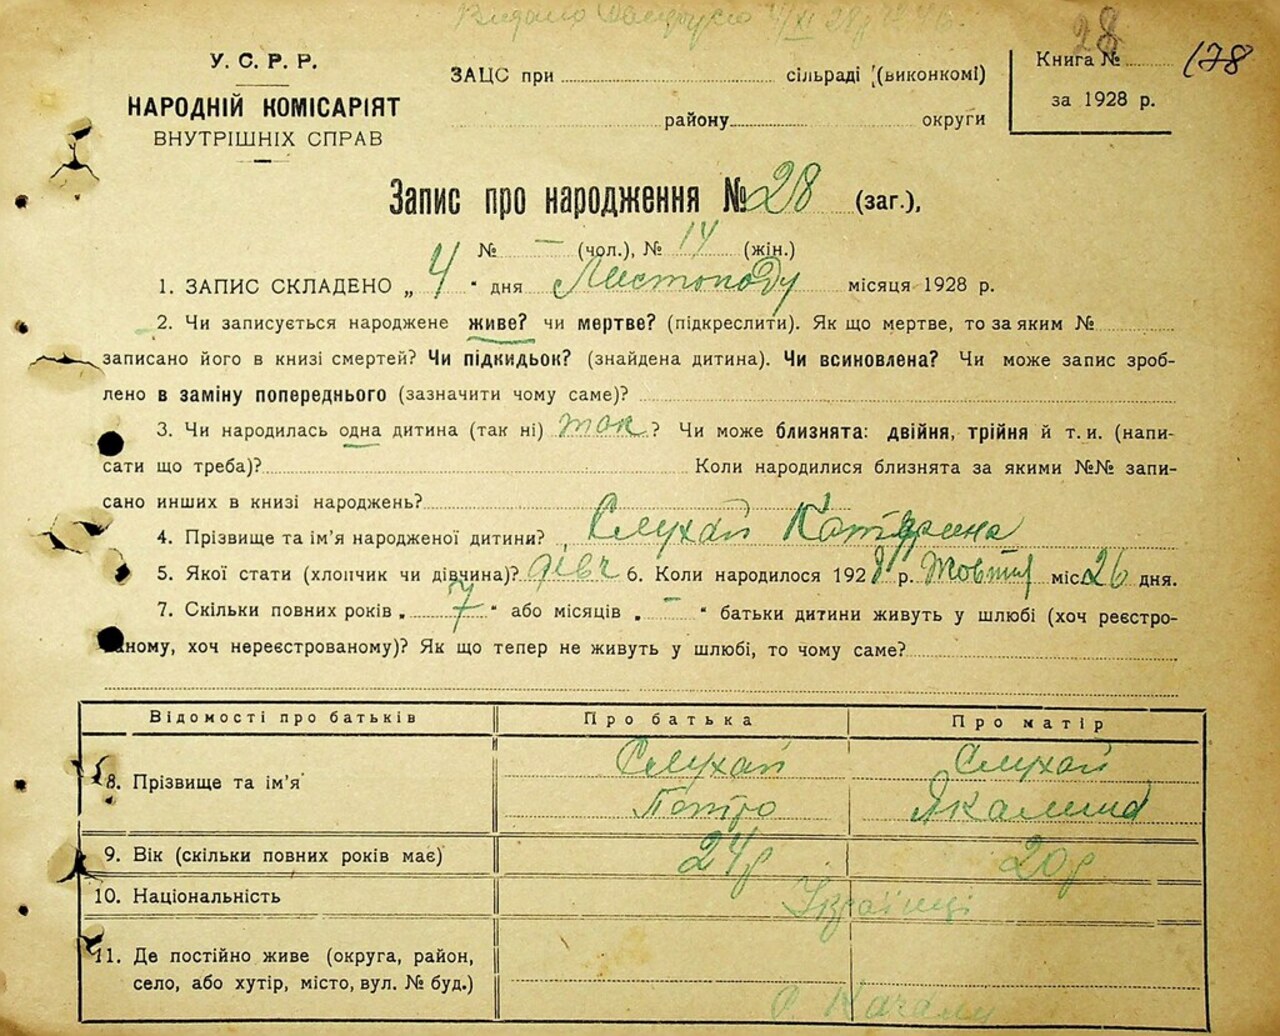 28
У. С. Р. Р.
НАРОДНІЙ КОМІСАРІЯТ
ВНУТРІШНІХ СПРАВ
ЗАЦС при сільраді (виконкомі)
району округи
Книга №
за 1928 р.
178
Запис про народження № 28 (заг.),
№ — (чол.), № 14 (жін.)
1. ЗАПИС СКЛАДЕНО „ 4 " дня Листопаду місяця 1928 р.
2. Чи записується народжене живе? чи мертве? (підкреслити). Як що мертве, то за яким №
записано його в книзі смертей? Чи підкидьок? (знайдена дитина). Чи всиновлена? Чи може запис зроб-
лено в заміну попереднього (зазначити чому саме)?
3. Чи народилась одна дитина (так ні) так? Чи може близнята: двійня, трійня й т. и. (напи-
сати що треба)? Коли народилися близнята за якими №№ запи-
сано инших в книзі народжень?
4. Прізвище та ім'я народженої дитини? Слухай Катерина
5. Якої стати (хлопчик чи дівчина)? дівч 6. Коли народилося 1928 р. Жовтня міс. 26 дня.
7. Скільки повних років „ 7 " або місяців „ — " батьки дитини живуть у шлюбі (хоч реєстро-
ваному, хоч нереєстрованому)? Як що тепер не живуть у шлюбі, то чому саме?
Відомості про батьків Про батька Про матір
8. Прізвище та ім'я Слухай Петро Слухай
9. Вік (скільки повних років має) 24р 20р
10. Національність Українці
11. Де постійно живе (округа, район,
село, або хутір, місто, вул. № буд.)